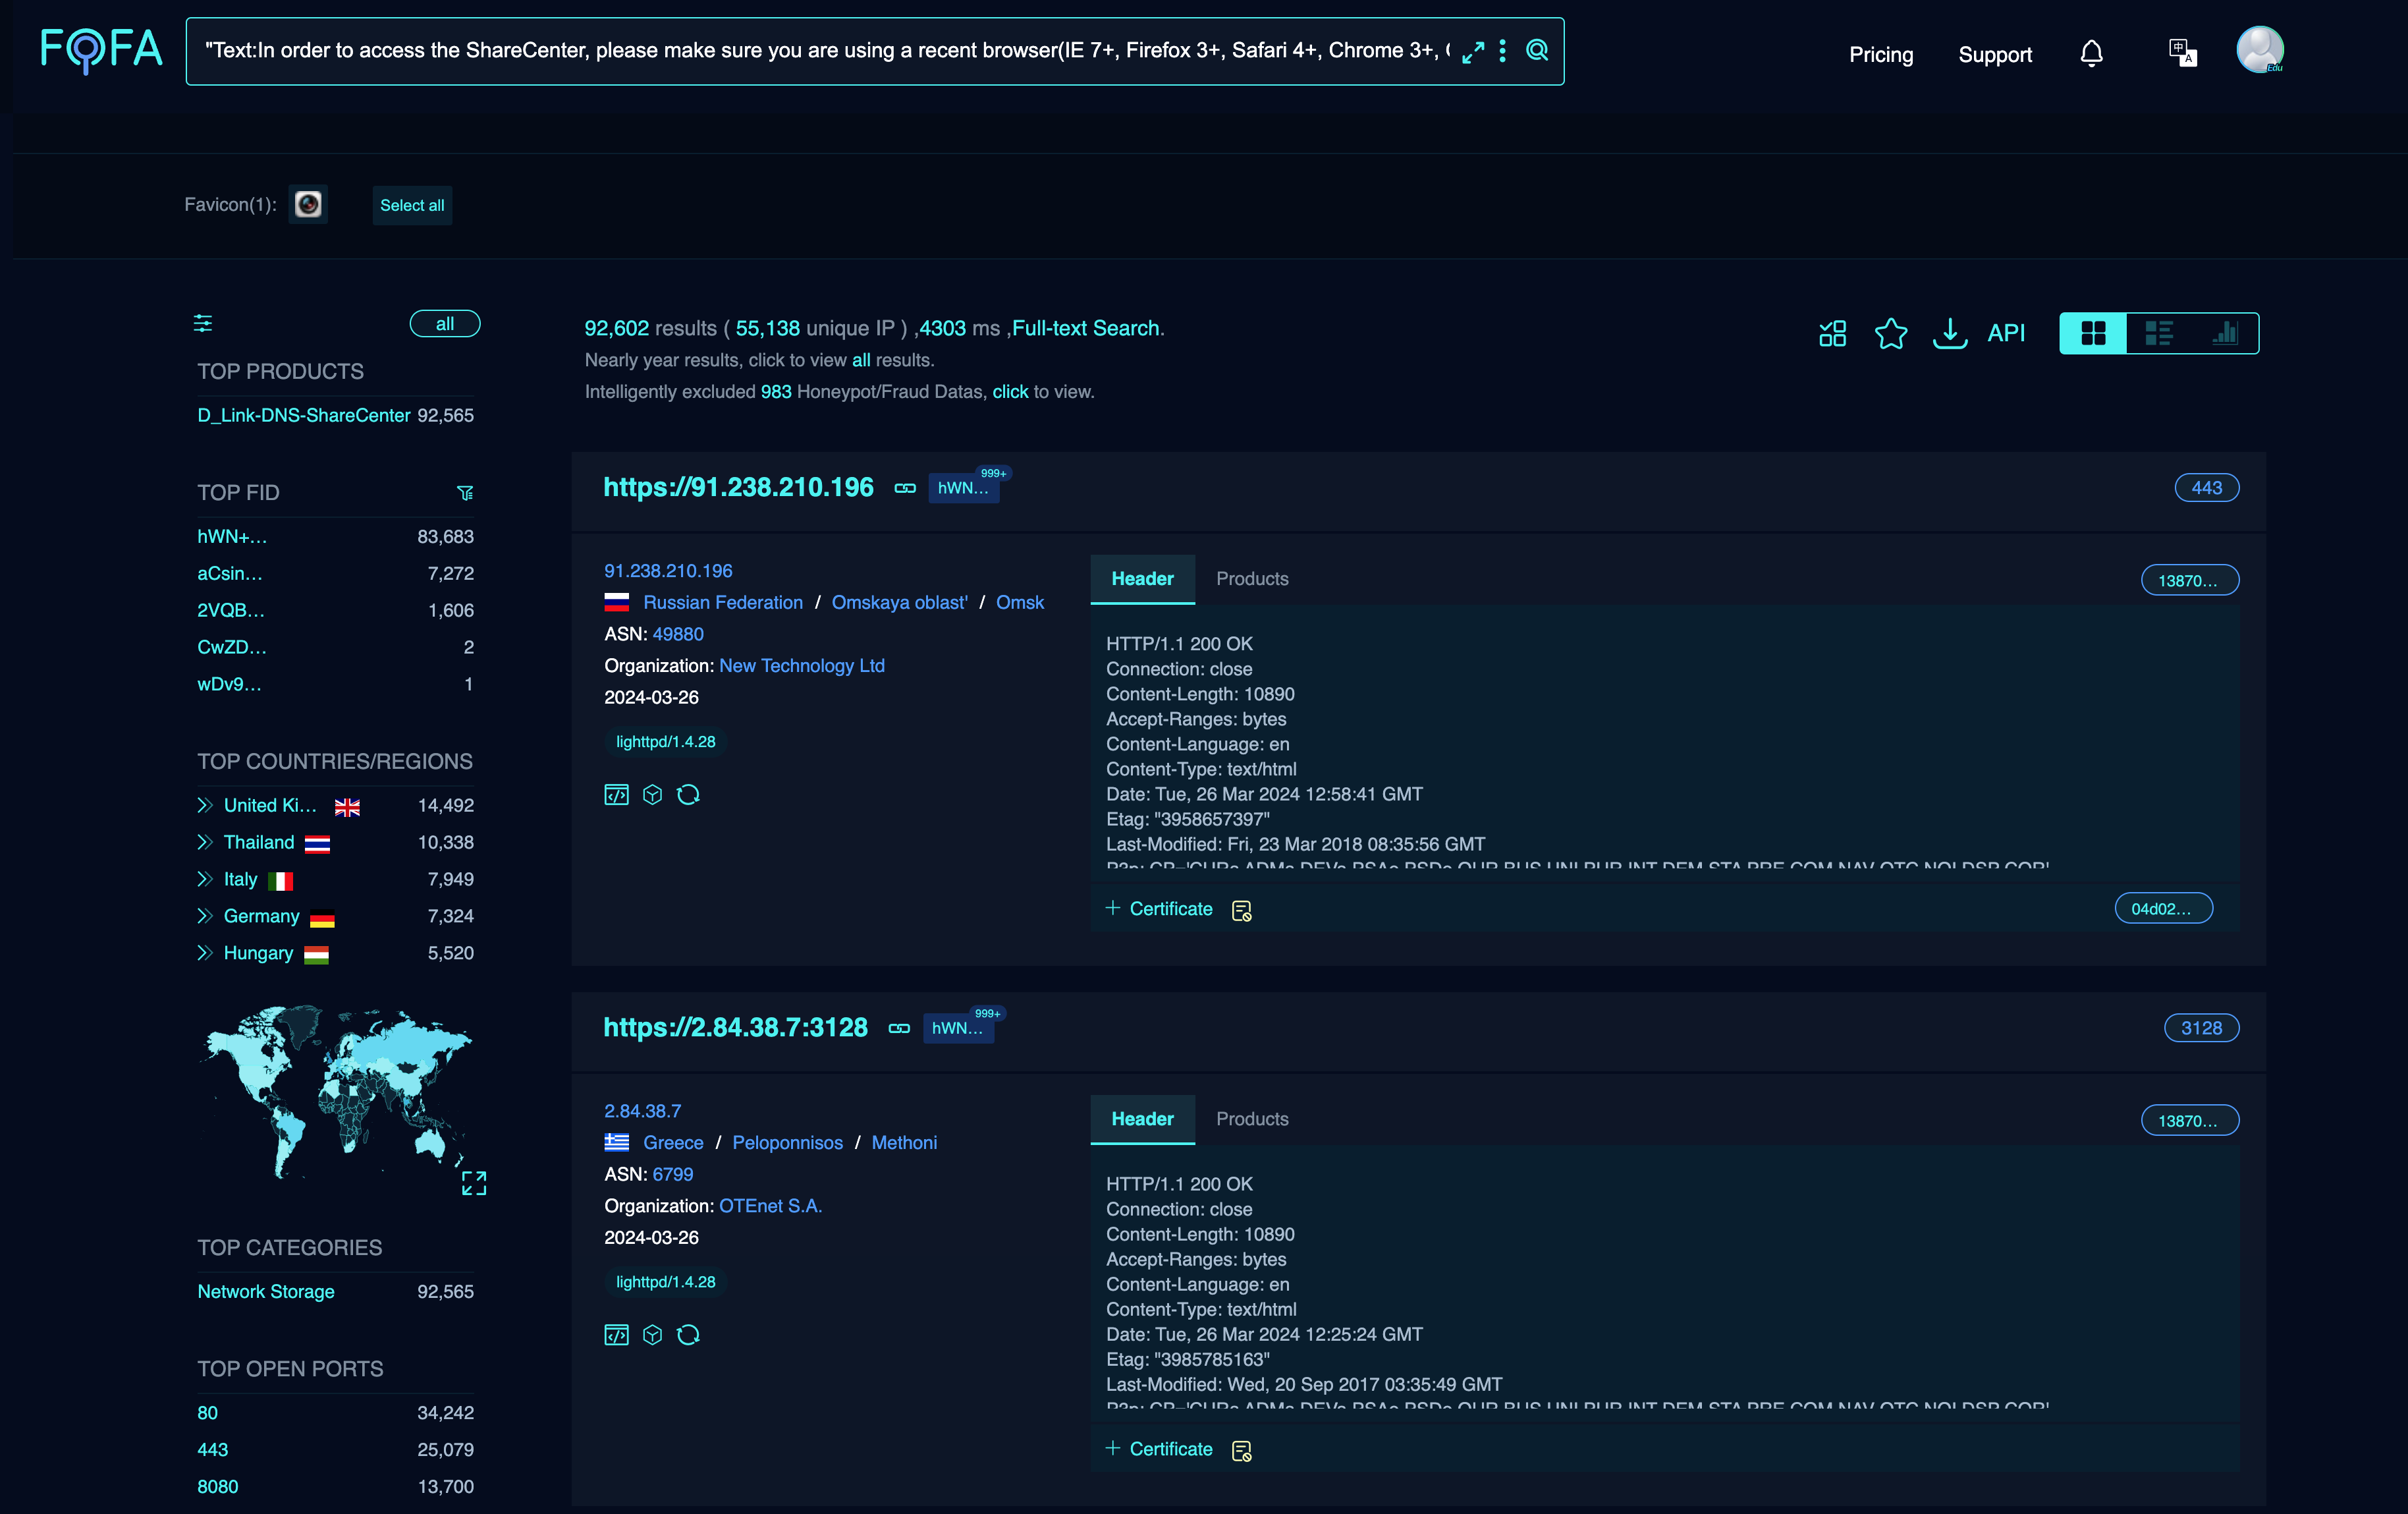 FOFA
"Text:In order to access the ShareCenter, please make sure you are using a recent browser(IE 7+, Firefox 3+, Safari 4+, Chrome 3+,
Pricing
Support
Edu
Favicon(1):
Select all
all
TOP PRODUCTS
D_Link-DNS-ShareCenter 92,565
TOP FID
hWN+... 83,683
aCsin... 7,272
2VQB... 1,606
CwZD... 2
wDv9... 1
TOP COUNTRIES/REGIONS
United Ki... 14,492
Thailand 10,338
Italy 7,949
Germany 7,324
Hungary 5,520
TOP CATEGORIES
Network Storage 92,565
TOP OPEN PORTS
80 34,242
443 25,079
8080 13,700
92,602 results ( 55,138 unique IP ) ,4303 ms ,Full-text Search.
Nearly year results, click to view all results.
Intelligently excluded 983 Honeypot/Fraud Datas, click to view.
API
https://91.238.210.196 hWN... 999+ 443
91.238.210.196
Russian Federation / Omskaya oblast' / Omsk
ASN: 49880
Organization: New Technology Ltd
2024-03-26
lighttpd/1.4.28
Header Products 13870...
HTTP/1.1 200 OK
Connection: close
Content-Length: 10890
Accept-Ranges: bytes
Content-Language: en
Content-Type: text/html
Date: Tue, 26 Mar 2024 12:58:41 GMT
Etag: "3958657397"
Last-Modified: Fri, 23 Mar 2018 08:35:56 GMT
+ Certificate 04d02...
https://2.84.38.7:3128 hWN... 999+ 3128
2.84.38.7
Greece / Peloponnisos / Methoni
ASN: 6799
Organization: OTEnet S.A.
2024-03-26
lighttpd/1.4.28
Header Products 13870...
HTTP/1.1 200 OK
Connection: close
Content-Length: 10890
Accept-Ranges: bytes
Content-Language: en
Content-Type: text/html
Date: Tue, 26 Mar 2024 12:25:24 GMT
Etag: "3985785163"
Last-Modified: Wed, 20 Sep 2017 03:35:49 GMT
+ Certificate